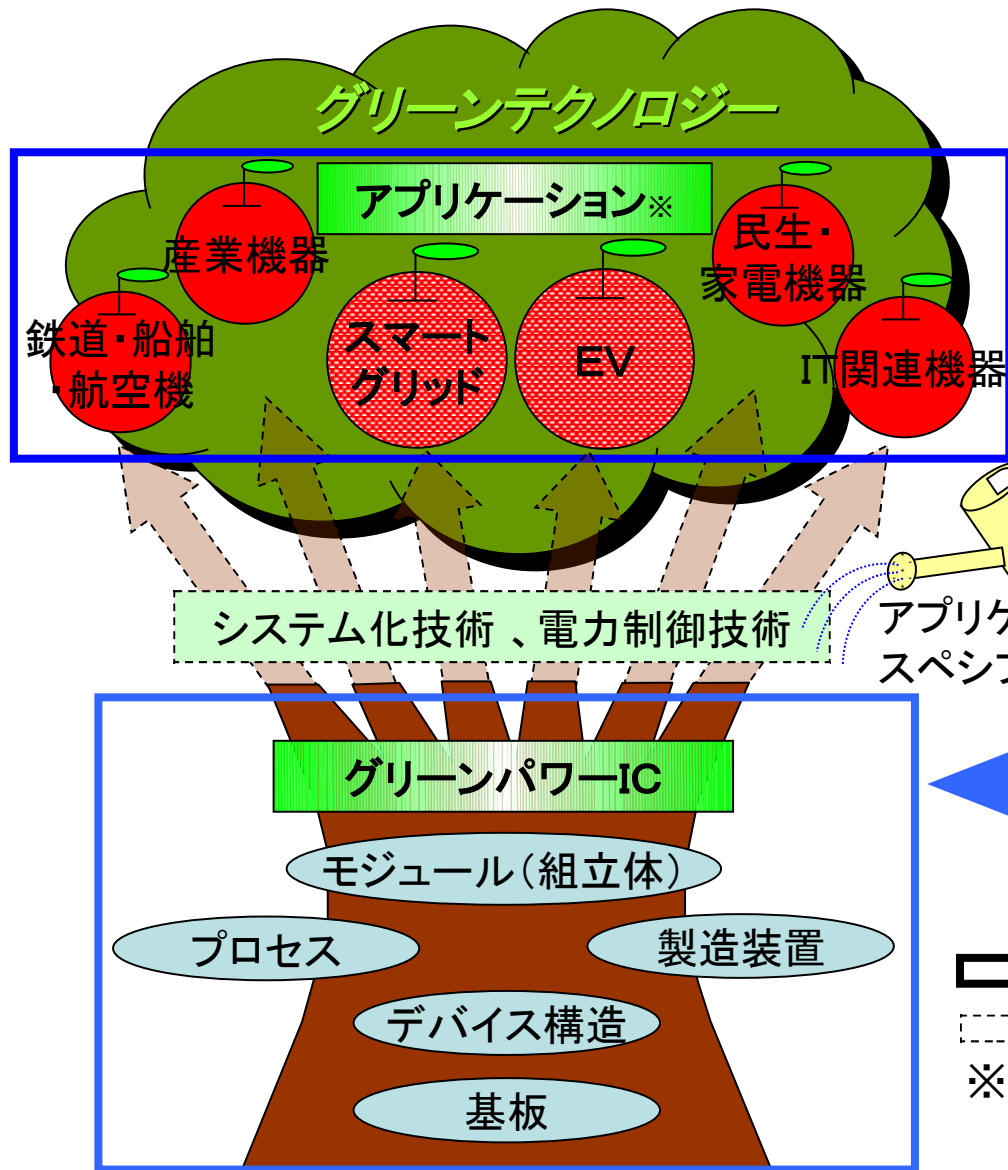 グリーンテクノロジー
アプリケーション※
産業機器
民生・
家電機器
鉄道・船舶
・航空機
スマート
グリッド
EV
IT関連機器
システム化技術 、電力制御技術
アプリケ
スペシフ
グリーンパワーIC
モジュール（組立体）
プロセス
製造装置
デバイス構造
基板
※